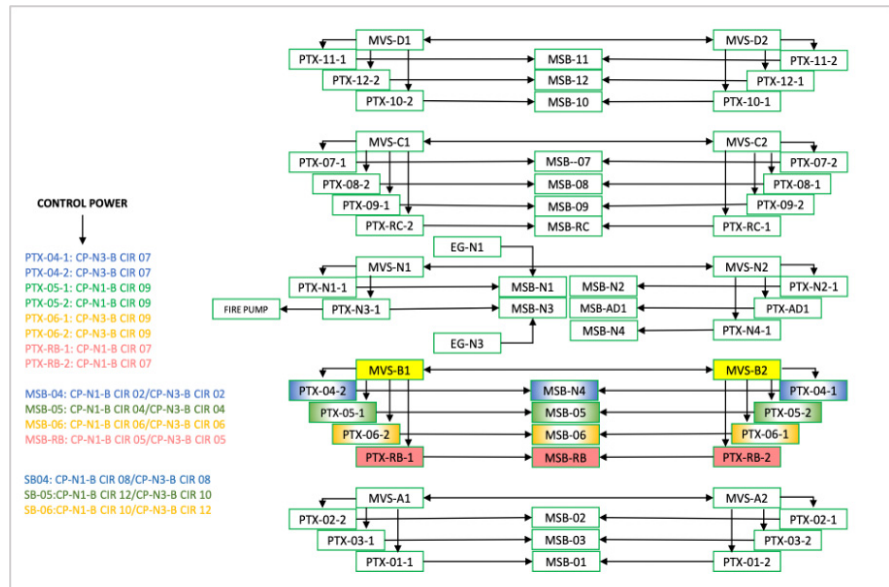 MVS-D1 MVS-D2
PTX-11-1 MSB-11 PTX-11-2
PTX-12-2 MSB-12 PTX-12-1
PTX-10-2 MSB-10 PTX-10-1
MVS-C1 MVS-C2
PTX-07-1 MSB--07 PTX-07-2
PTX-08-2 MSB-08 PTX-08-1
PTX-09-1 MSB-09 PTX-09-2
PTX-RC-2 MSB-RC PTX-RC-1
EG-N1
MVS-N1 MVS-N2
PTX-N1-1 MSB-N1 MSB-N2 PTX-N2-1
FIRE PUMP PTX-N3-1 MSB-N3 MSB-AD1 PTX-AD1
MSB-N4 PTX-N4-1
EG-N3
MVS-B1 MVS-B2
PTX-04-2 MSB-N4 PTX-04-1
PTX-05-1 MSB-05 PTX-05-2
PTX-06-2 MSB-06 PTX-06-1
PTX-RB-1 MSB-RB PTX-RB-2
MVS-A1 MVS-A2
PTX-02-2 MSB-02 PTX-02-1
PTX-03-1 MSB-03 PTX-03-2
PTX-01-1 MSB-01 PTX-01-2
CONTROL POWER
PTX-04-1: CP-N3-B CIR 07
PTX-04-2: CP-N3-B CIR 07
PTX-05-1: CP-N1-B CIR 09
PTX-05-2: CP-N1-B CIR 09
PTX-06-1: CP-N3-B CIR 09
PTX-06-2: CP-N3-B CIR 09
PTX-RB-1: CP-N1-B CIR 07
PTX-RB-2: CP-N1-B CIR 07
MSB-04: CP-N1-B CIR 02/CP-N3-B CIR 02
MSB-05: CP-N1-B CIR 04/CP-N3-B CIR 04
MSB-06: CP-N1-B CIR 06/CP-N3-B CIR 06
MSB-RB: CP-N1-B CIR 05/CP-N3-B CIR 05
SB04: CP-N1-B CIR 08/CP-N3-B CIR 08
SB-05:CP-N1-B CIR 12/CP-N3-B CIR 10
SB-06:CP-N1-B CIR 10/CP-N3-B CIR 12